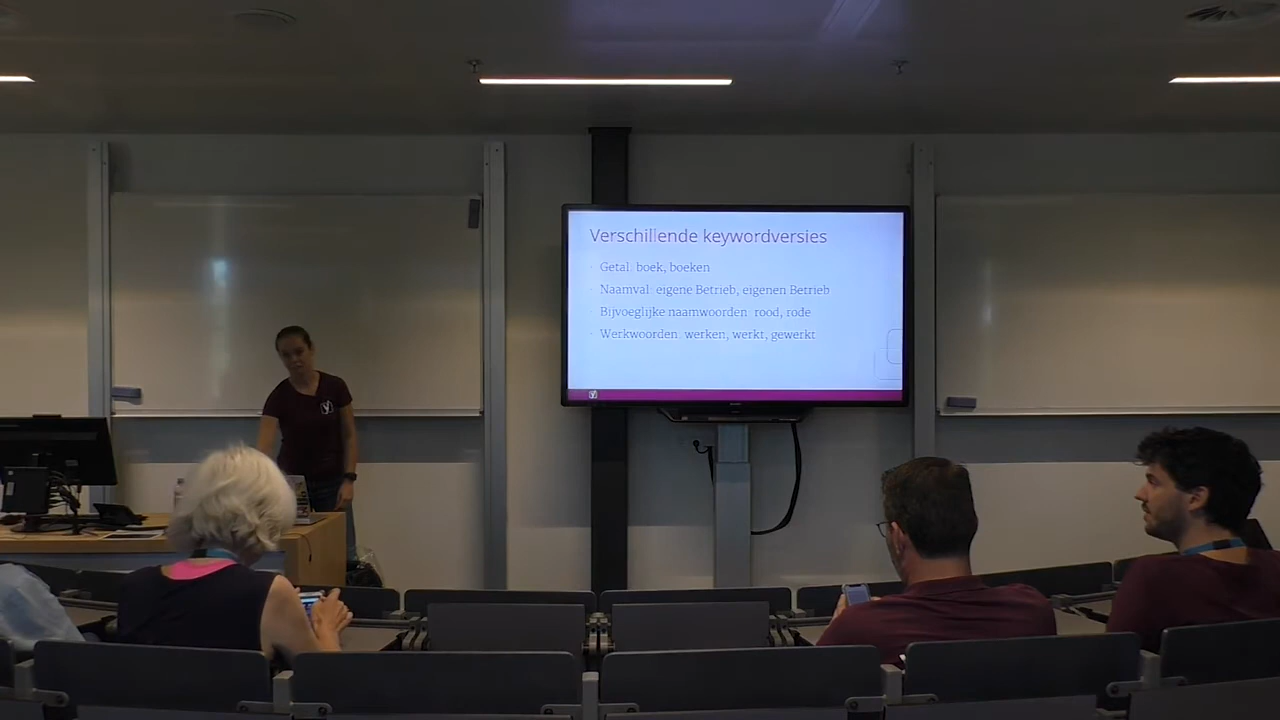 Verschillende keywordversies
Getal: boek, boeken
Naamval: eigene Betrieb, eigenen Betrieb
Bijvoeglijke naamwoorden: rood, rode
Werkwoorden: werken, werkt, gewerkt